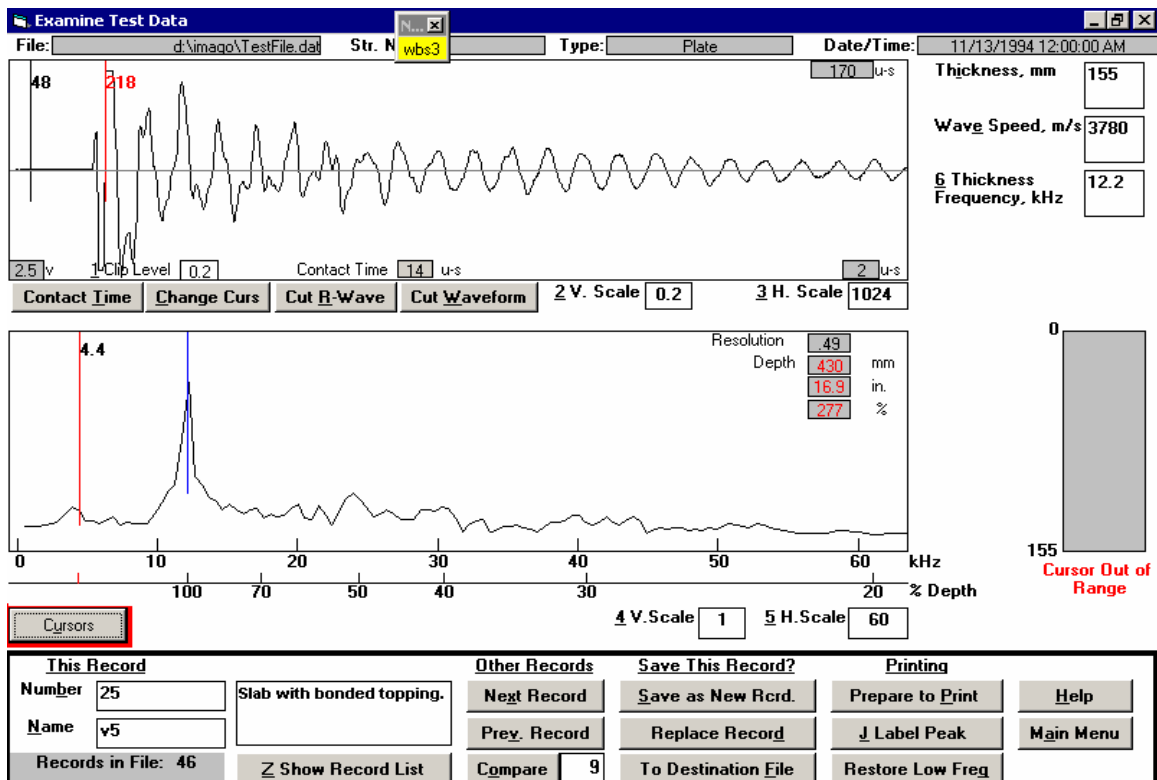 Examine Test Data
N...
wbs3
File: d:\imago\TestFile.dat Str. N Type: Plate Date/Time: 11/13/1994 12:00:00 AM
48 218 170 u-s
Thickness, mm 155
Wave Speed, m/s 3780
6 Thickness Frequency, kHz 12.2
2.5 v 1 Clip Level 0.2 Contact Time 14 u-s 2 u-s
Contact Time Change Curs Cut R-Wave Cut Waveform 2 V. Scale 0.2 3 H. Scale 1024
4.4
Resolution .49
Depth 430 mm
16.9 in.
277 %
0 10 20 30 40 50 kHz
100 70 50 40 30 20 % Depth
0
155
Cursor Out of
Range
Cursors 4 V.Scale 1 5 H.Scale 60
This Record Other Records Save This Record? Printing
Number 25 Slab with bonded topping. Next Record Save as New Rcrd. Prepare to Print Help
Name v5 Prev. Record Replace Record J Label Peak Main Menu
Records in File: 46 Z Show Record List Compare 9 To Destination File Restore Low Freq